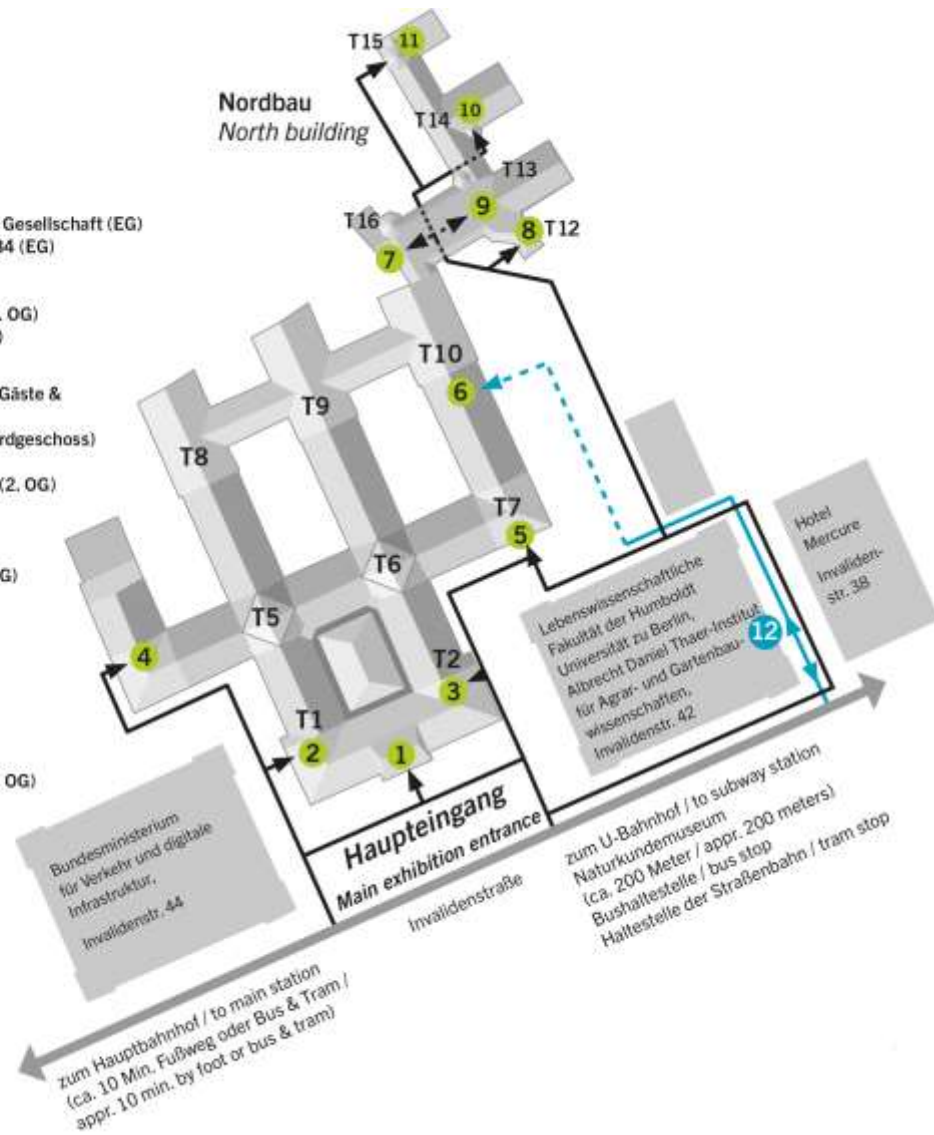 T15 11
Nordbau
North building
T14 10
T13
Gesellschaft (EG)
34 (EG)
T16
9
8 T12
7
. OG)
)
T10
Gäste &
6
T9
rdgeschoss)
T8
(2. OG)
T7
5
Hotel
Mercure
Invaliden-
str. 38
G)
T6
T5
Lebenswissenschaftliche
Fakultät der Humboldt
Universität zu Berlin,
Albrecht Daniel Thaer-Institut
für Agrar- und Gartenbau-
wissenschaften,
Invalidenstr. 42
12
4
T2
3
T1
2
1
OG)
Haupteingang
Main exhibition entrance
Bundesministerium
für Verkehr und digitale
Infrastruktur,
Invalidenstr. 44
Invalidenstraße
zum U-Bahnhof / to subway station
Naturkundemuseum
(ca. 200 Meter / appr. 200 meters)
Bushaltestelle / bus stop
Haltestelle der Straßenbahn / tram stop
zum Hauptbahnhof / to main station
(ca. 10 Min. Fußweg oder Bus & Tram /
appr. 10 min. by foot or bus & tram)